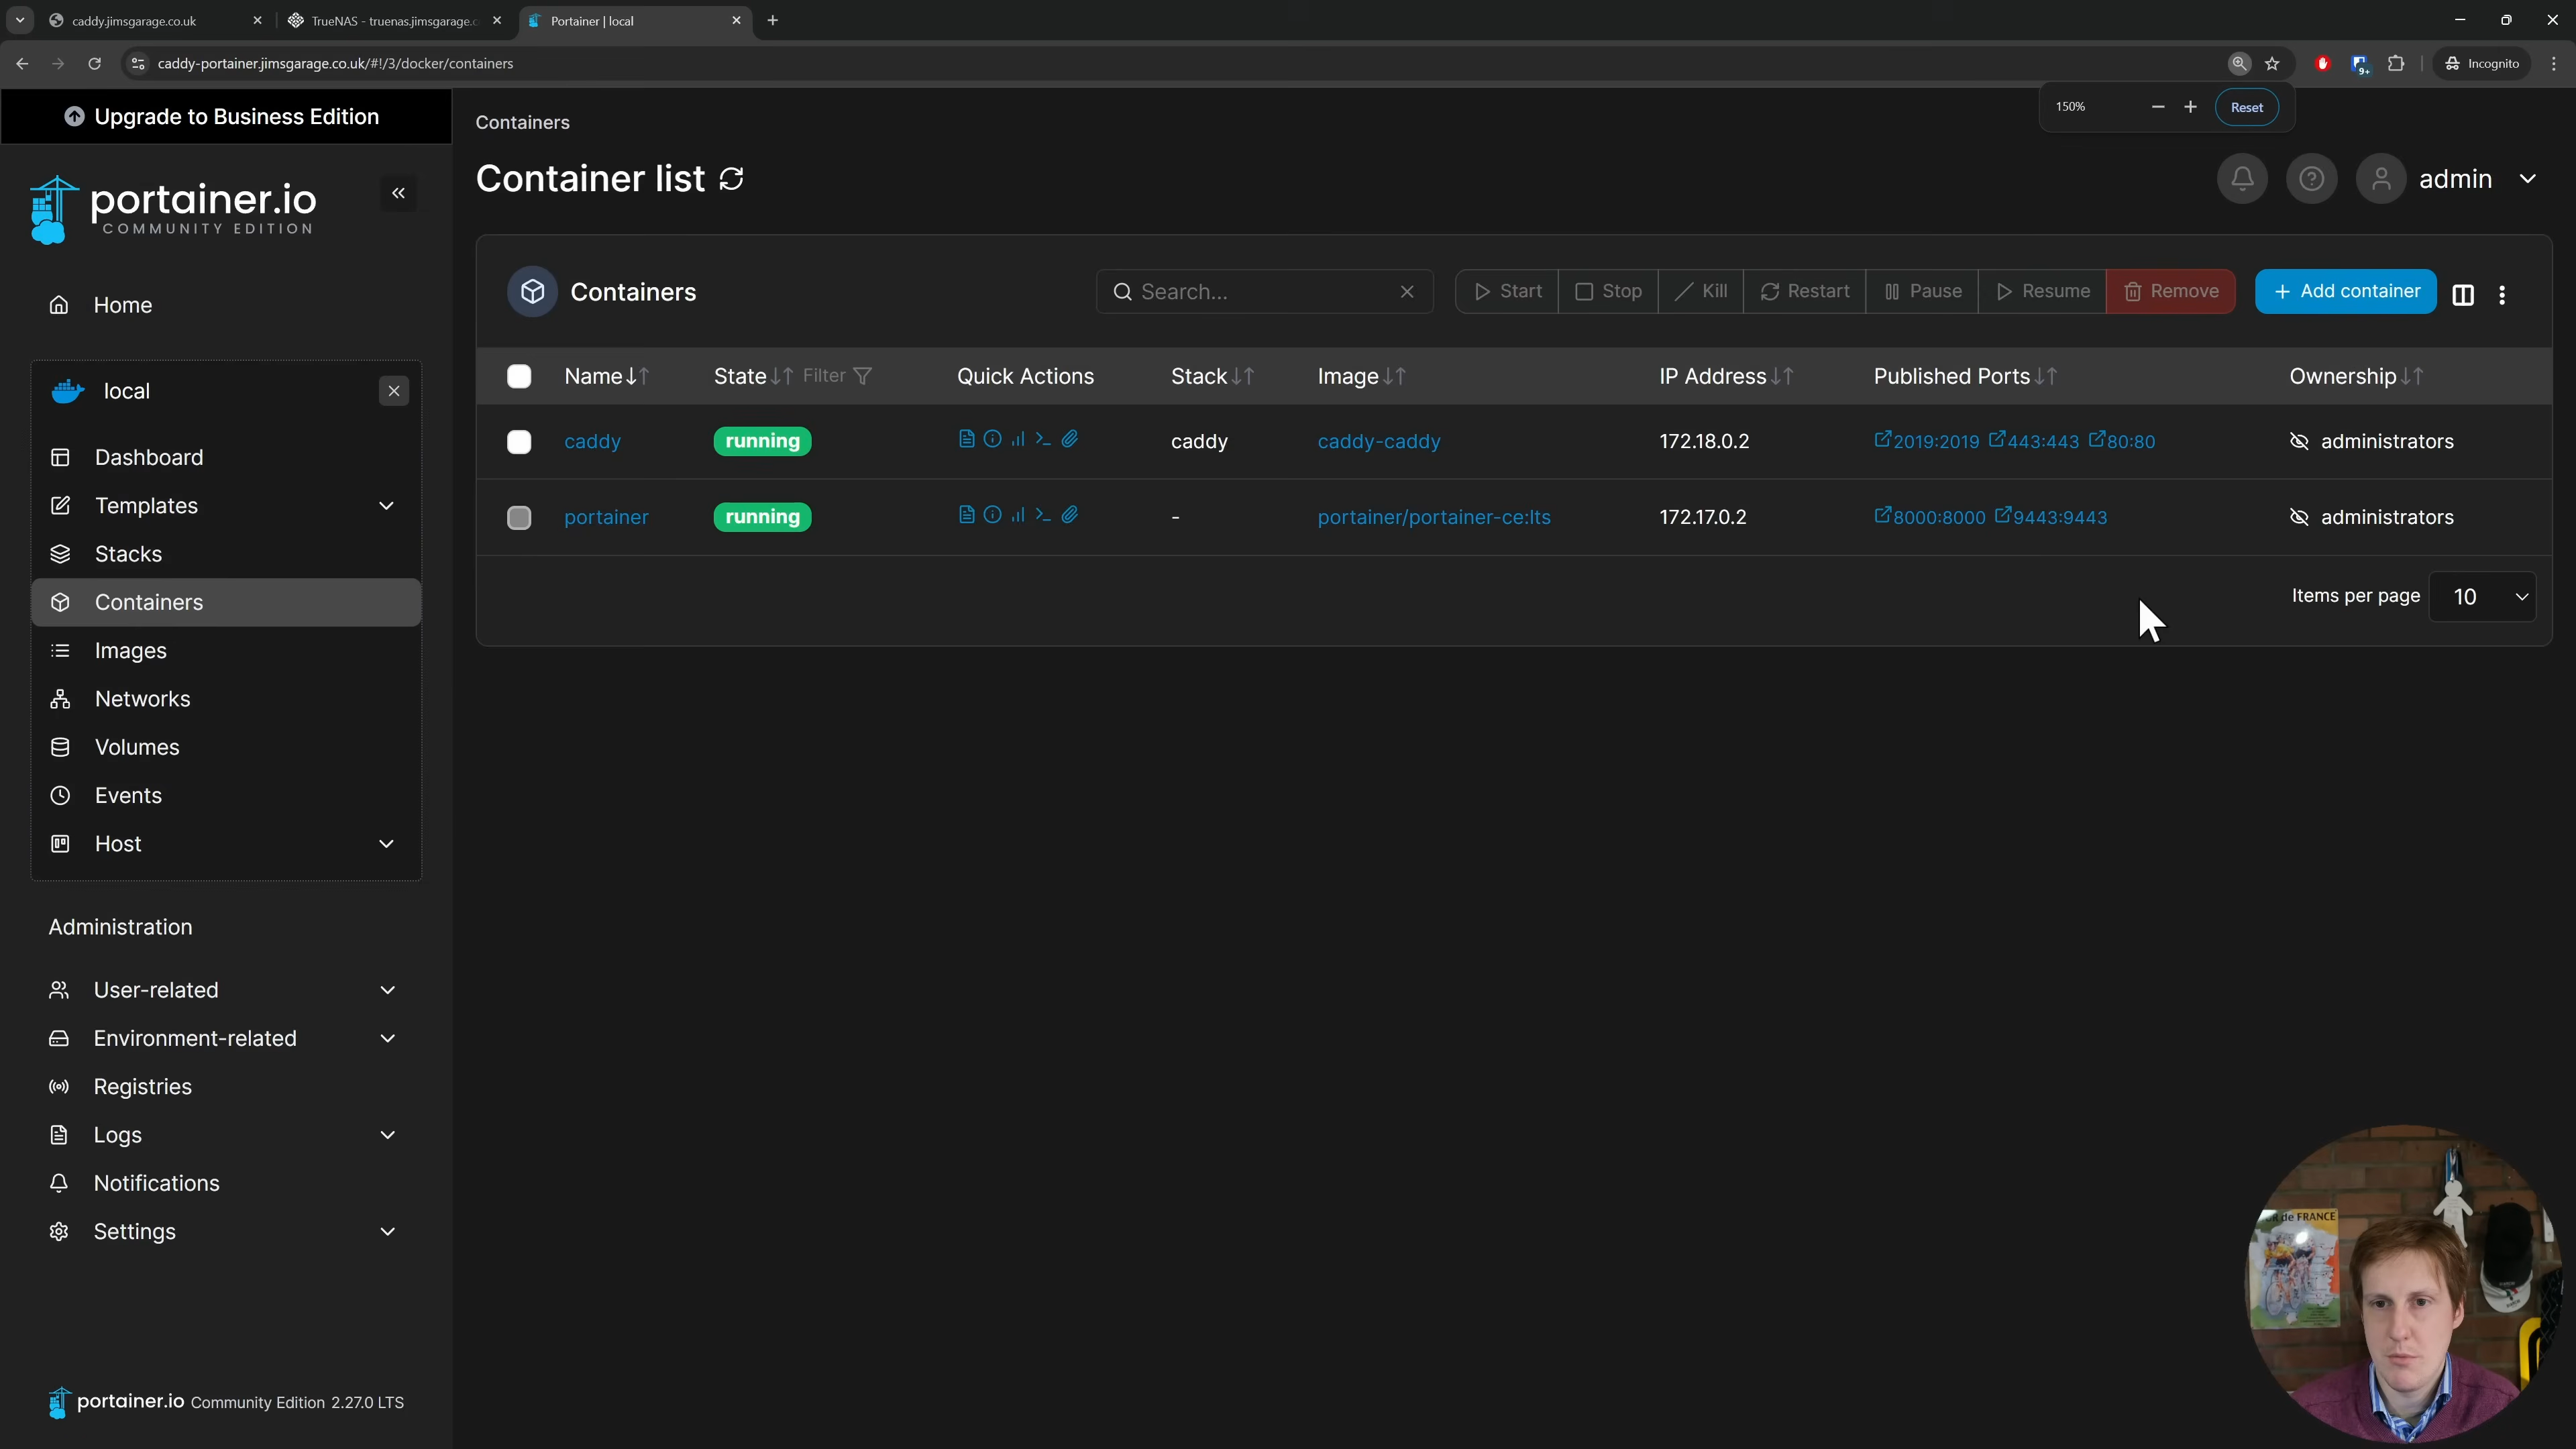 caddy.jimsgarage.co.uk
TrueNAS - truenas.jimsgarage.c
Portainer | local
caddy-portainer.jimsgarage.co.uk/#!/3/docker/containers
9+
Incognito
150%
Reset
Upgrade to Business Edition
portainer.io
COMMUNITY EDITION
Home
local
Dashboard
Templates
Stacks
Containers
Images
Networks
Volumes
Events
Host
Administration
User-related
Environment-related
Registries
Logs
Notifications
Settings
portainer.io Community Edition 2.27.0 LTS
Containers
Container list
admin
Containers
Search...
Start Stop Kill Restart Pause Resume Remove
Add container
Name State Filter Quick Actions Stack Image IP Address Published Ports Ownership
caddy running caddy caddy-caddy 172.18.0.2 2019:2019 443:443 80:80 administrators
portainer running - portainer/portainer-ce:lts 172.17.0.2 8000:8000 9443:9443 administrators
Items per page 10
de FRANCE